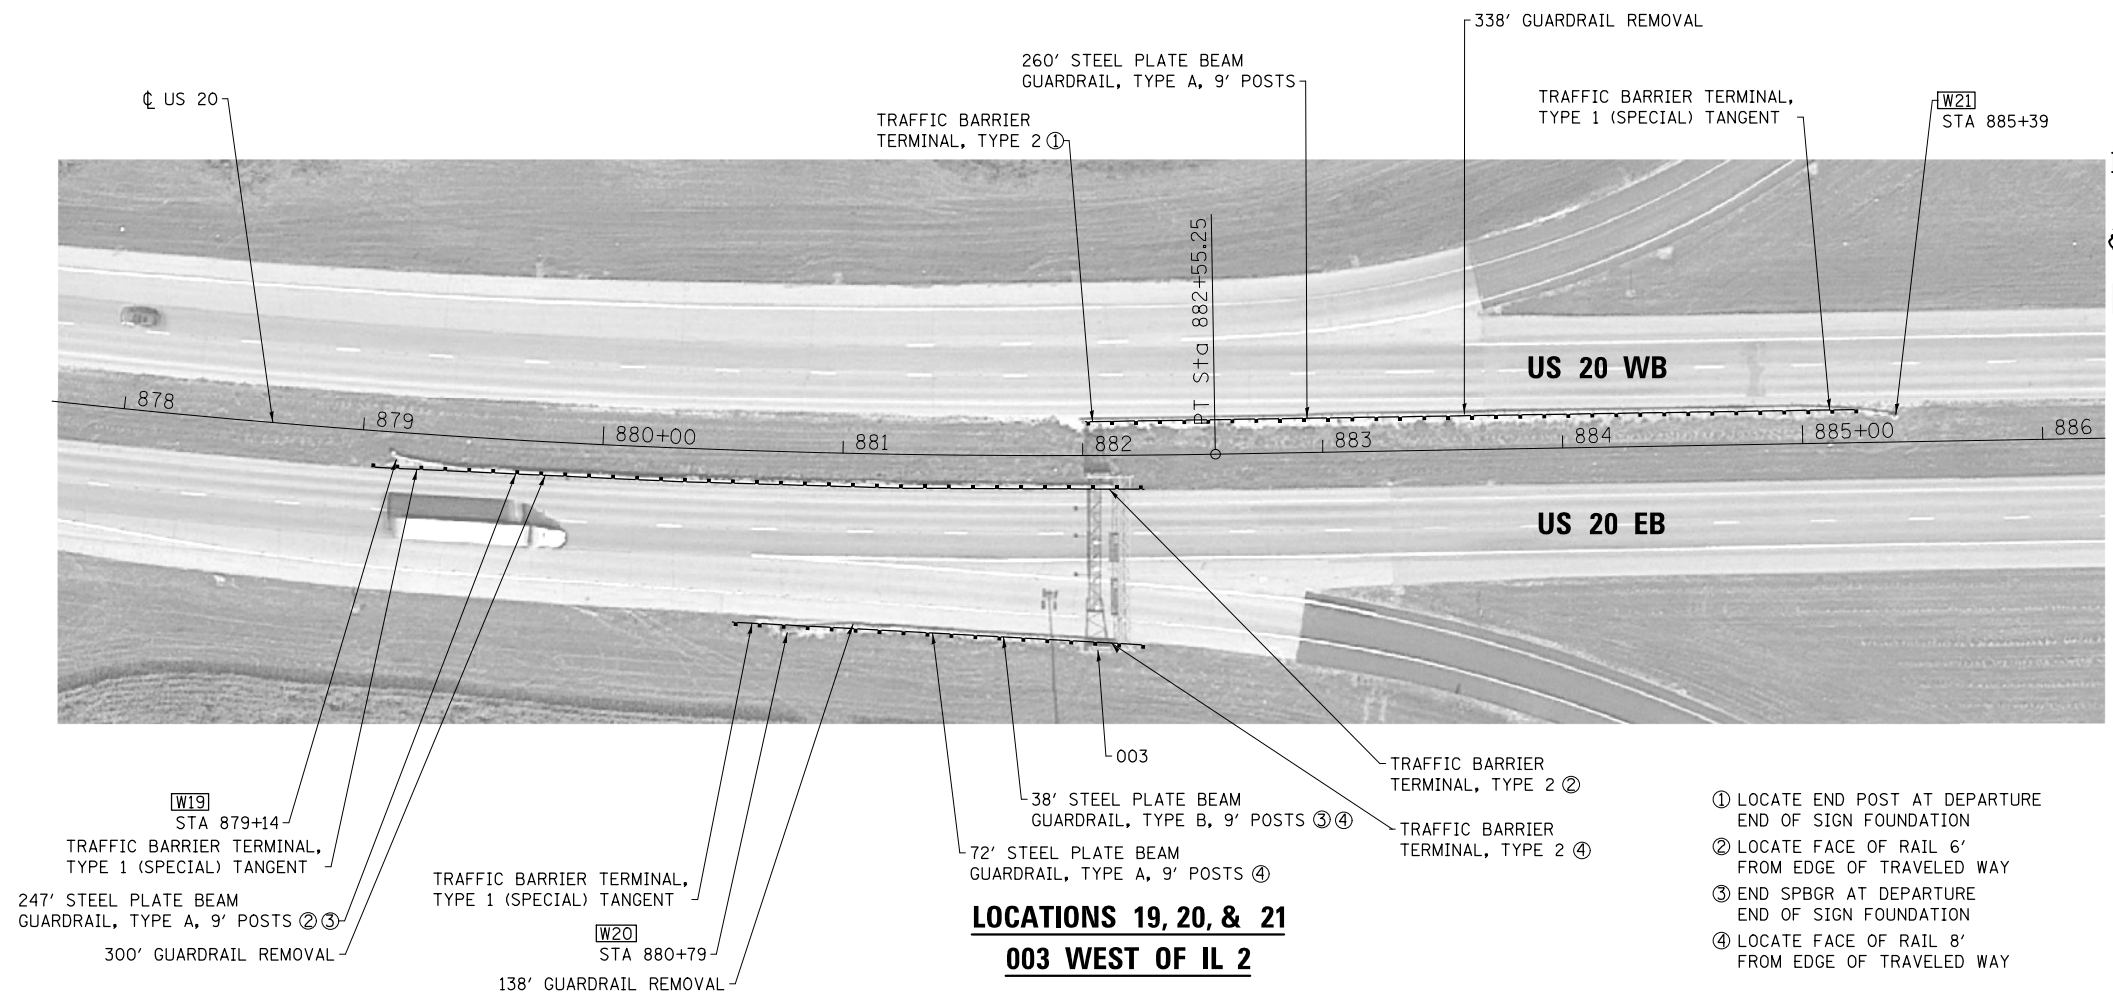 338' GUARDRAIL REMOVAL
260' STEEL PLATE BEAM
GUARDRAIL, TYPE A, 9' POSTS
℄ US 20
TRAFFIC BARRIER
TERMINAL, TYPE 2 ①
TRAFFIC BARRIER TERMINAL,
TYPE 1 (SPECIAL) TANGENT
W21
STA 885+39
PT Sta 882+55.25
US 20 WB
878
879
880+00
881
882
883
884
885+00
886
US 20 EB
003
W19
STA 879+14
TRAFFIC BARRIER TERMINAL,
TYPE 1 (SPECIAL) TANGENT
247' STEEL PLATE BEAM
GUARDRAIL, TYPE A, 9' POSTS ②③
300' GUARDRAIL REMOVAL
TRAFFIC BARRIER TERMINAL,
TYPE 1 (SPECIAL) TANGENT
W20
STA 880+79
138' GUARDRAIL REMOVAL
38' STEEL PLATE BEAM
GUARDRAIL, TYPE B, 9' POSTS ③④
72' STEEL PLATE BEAM
GUARDRAIL, TYPE A, 9' POSTS ④
TRAFFIC BARRIER
TERMINAL, TYPE 2 ②
TRAFFIC BARRIER
TERMINAL, TYPE 2 ④
LOCATIONS 19, 20, & 21
003 WEST OF IL 2
① LOCATE END POST AT DEPARTURE
END OF SIGN FOUNDATION
② LOCATE FACE OF RAIL 6'
FROM EDGE OF TRAVELED WAY
③ END SPBGR AT DEPARTURE
END OF SIGN FOUNDATION
④ LOCATE FACE OF RAIL 8'
FROM EDGE OF TRAVELED WAY